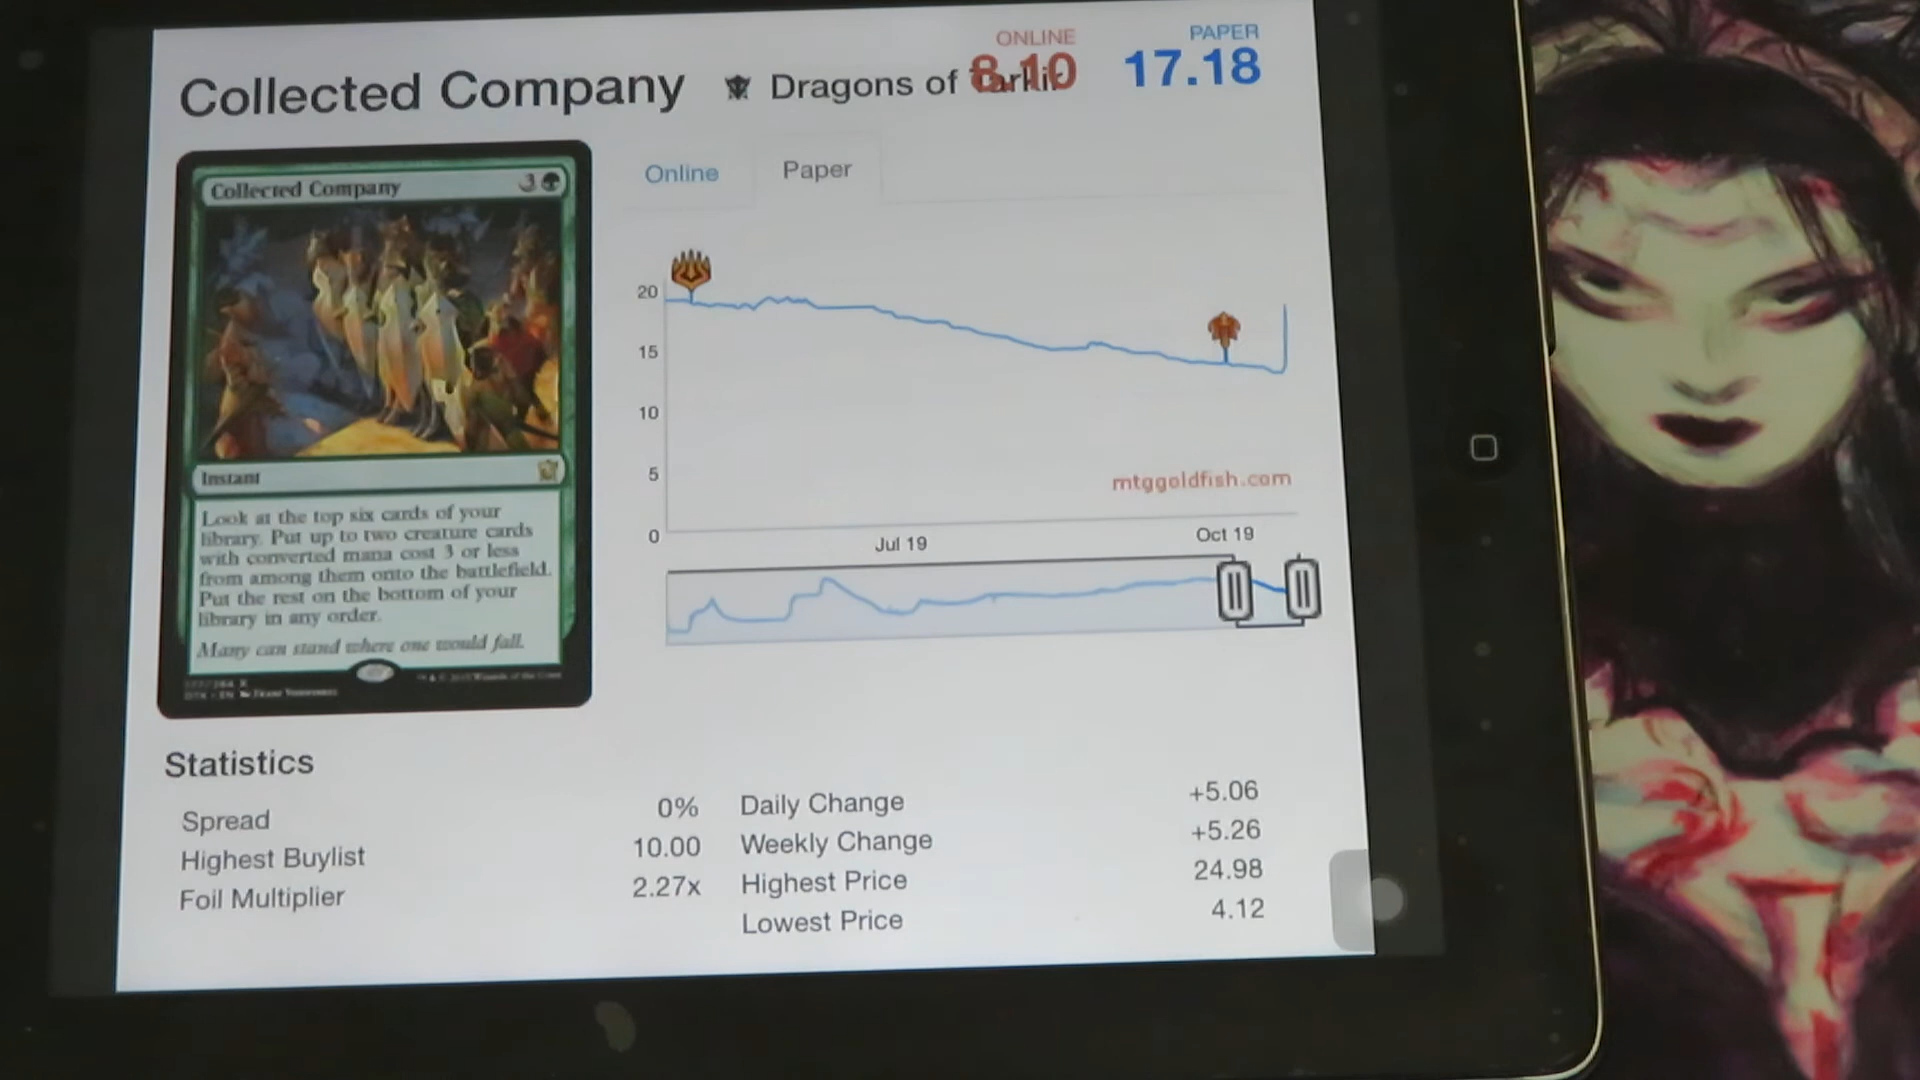 ONLINE PAPER
Collected Company Dragons of Tarkir 8.10 17.18
Online Paper
Collected Company 3
20
15
10
5
0
mtggoldfish.com
Jul 19 Oct 19
Instant
Look at the top six cards of your
library. Put up to two creature cards
with converted mana cost 3 or less
from among them onto the battlefield.
Put the rest on the bottom of your
library in any order.
Many can stand where one would fall.
Statistics
Spread 0% Daily Change +5.06
Highest Buylist 10.00 Weekly Change +5.26
Foil Multiplier 2.27x Highest Price 24.98
Lowest Price 4.12